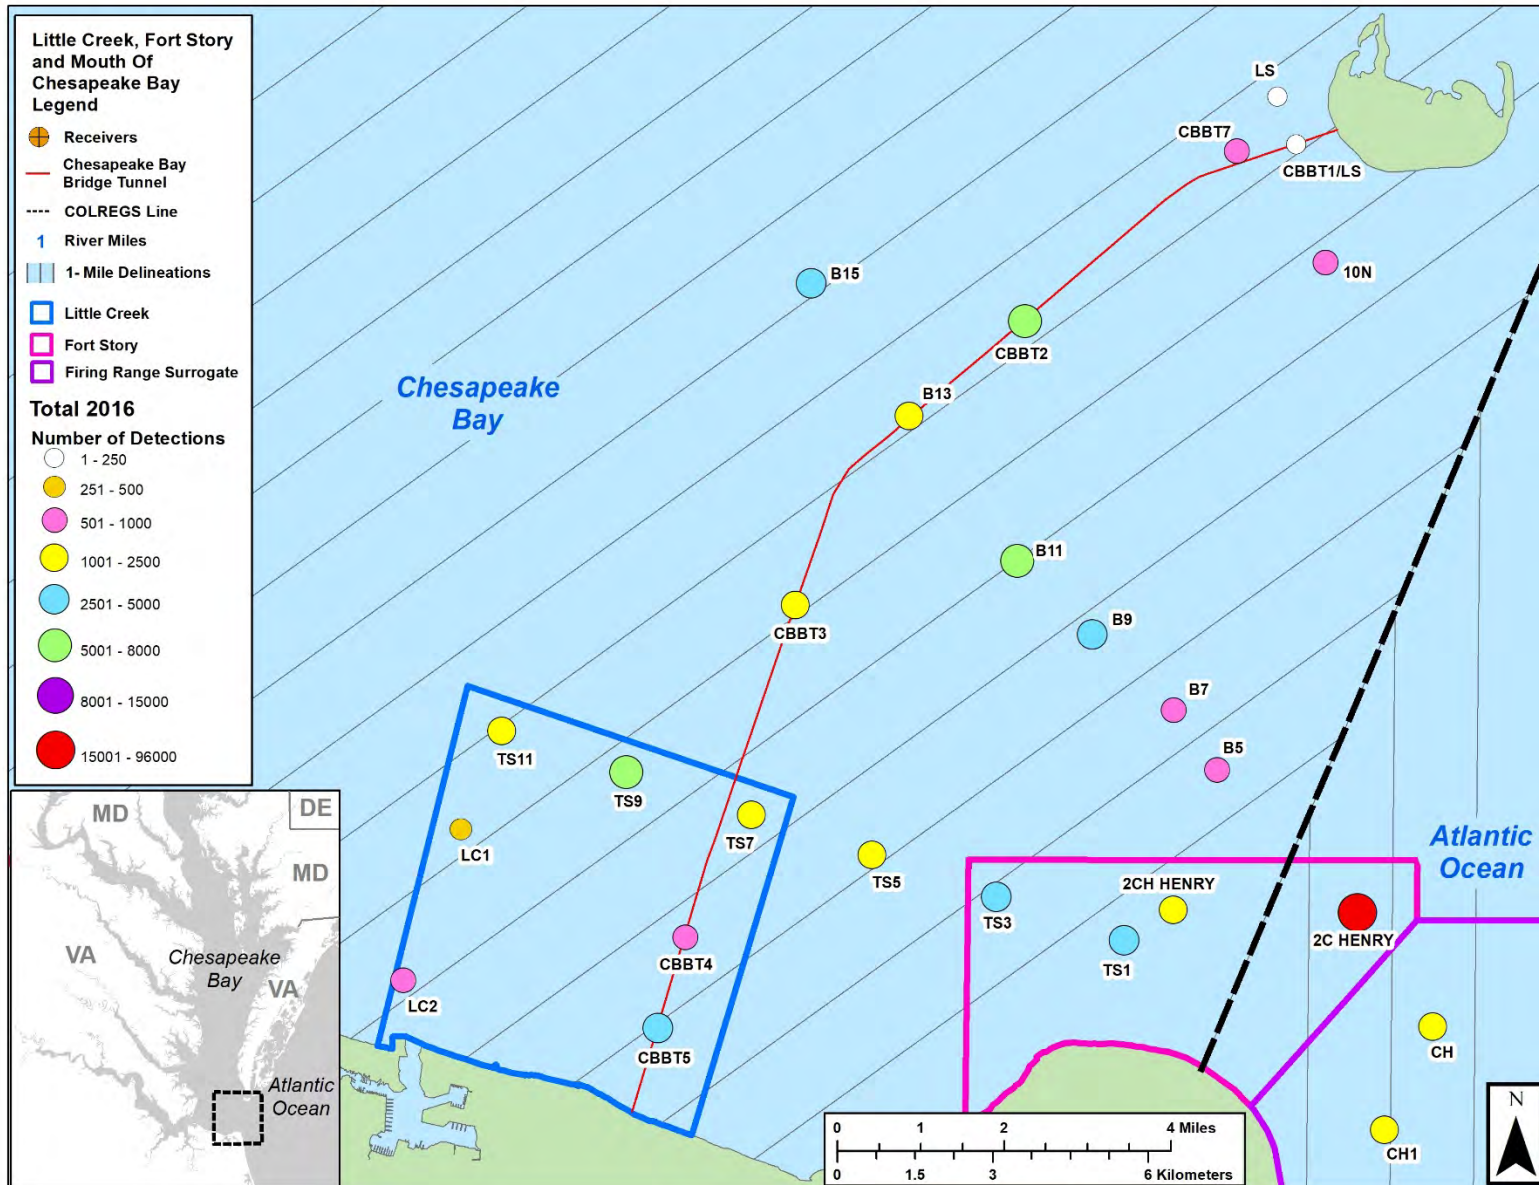 Little Creek, Fort Story
and Mouth Of
Chesapeake Bay
Legend
Receivers
Chesapeake Bay
Bridge Tunnel
COLREGS Line
1 River Miles
1- Mile Delineations
Little Creek
Fort Story
Firing Range Surrogate
Total 2016
Number of Detections
1 - 250
251 - 500
501 - 1000
1001 - 2500
2501 - 5000
5001 - 8000
8001 - 15000
15001 - 96000
LS
CBBT7
CBBT1/LS
10N
B15
CBBT2
Chesapeake
Bay
B13
B11
CBBT3
B9
B7
B5
TS11
TS9
TS7
LC1
TS5
Atlantic
Ocean
2CH HENRY
TS3
TS1
2C HENRY
CBBT4
LC2
CBBT5
CH
CH1
MD
DE
MD
VA
Chesapeake
Bay
VA
Atlantic
Ocean
0 1 2 4 Miles
0 1.5 3 6 Kilometers
N